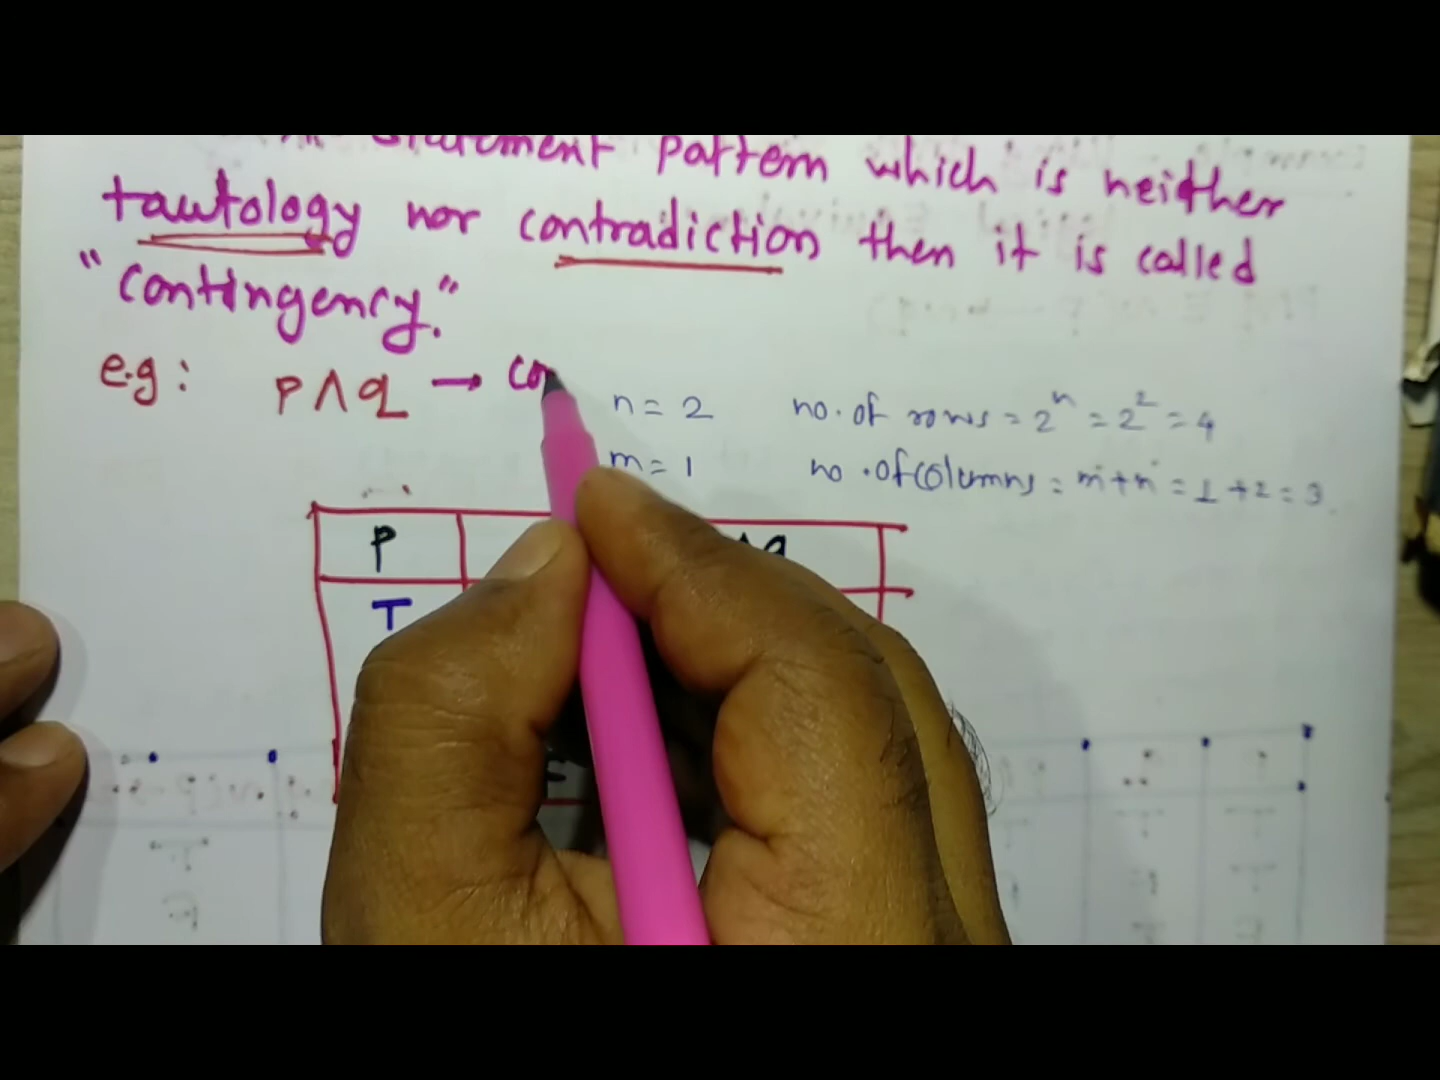 statement pattern which is neither
tautology nor contradiction then it is called
"contingency."
e.g: p ∧ q → co
n = 2 no. of rows = 2ⁿ = 2² = 4
m = 1 no. of columns = m+n = 1+2 = 3
p ∧q
T
F